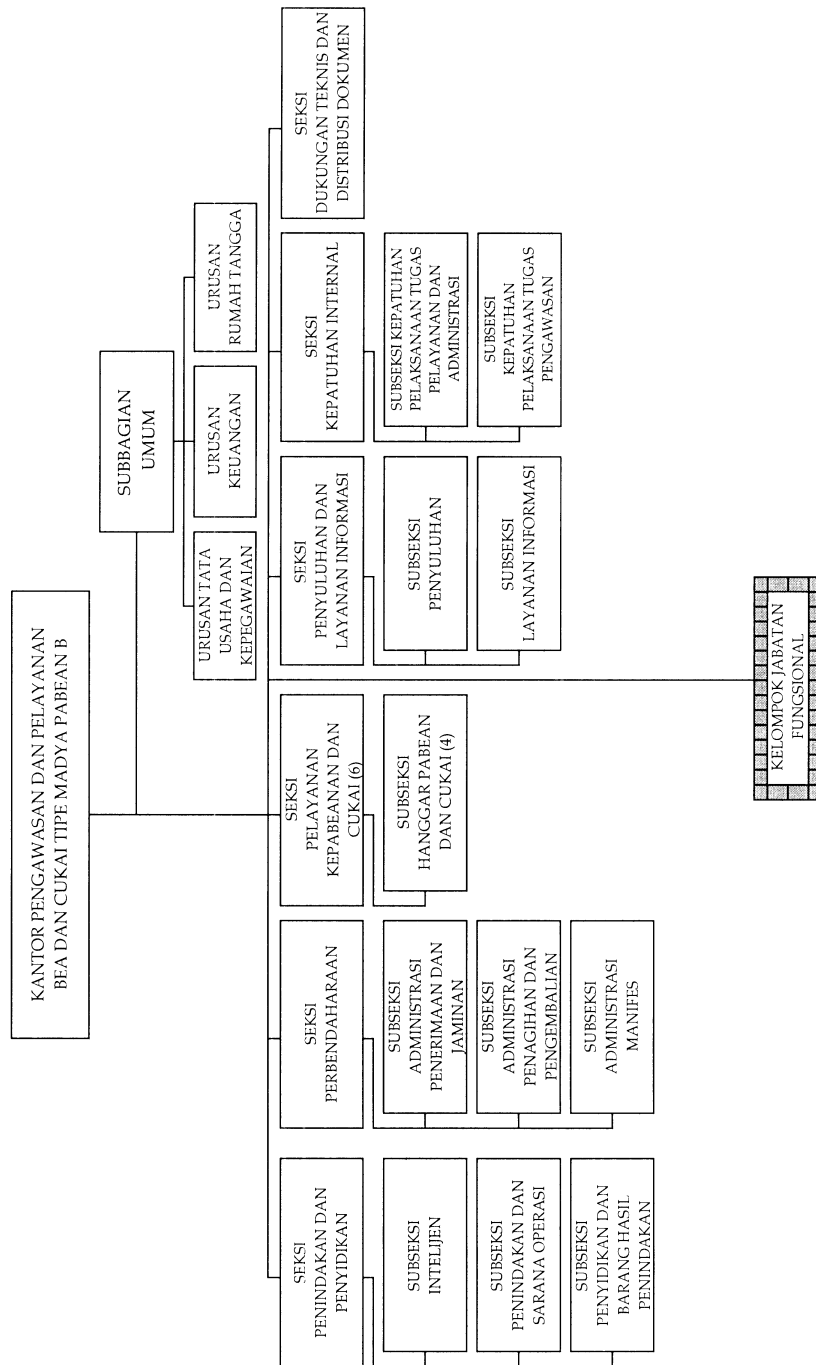 KANTOR PENGAWASAN DAN PELAYANAN
BEA DAN CUKAI TIPE MADYA PABEAN B
SUBBAGIAN
UMUM
URUSAN TATA
USAHA DAN
KEPEGAWAIAN
URUSAN
KEUANGAN
URUSAN
RUMAH TANGGA
SEKSI
PENINDAKAN DAN
PENYIDIKAN
SUBSEKSI
INTELIJEN
SUBSEKSI
PENINDAKAN DAN
SARANA OPERASI
SUBSEKSI
PENYIDIKAN DAN
BARANG HASIL
PENINDAKAN
SEKSI
PERBENDAHARAAN
SUBSEKSI
ADMINISTRASI
PENERIMAAN DAN
JAMINAN
SUBSEKSI
ADMINISTRASI
PENAGIHAN DAN
PENGEMBALIAN
SUBSEKSI
ADMINISTRASI
MANIFES
SEKSI
PELAYANAN
KEPABEANAN DAN
CUKAI (6)
SUBSEKSI
HANGGAR PABEAN
DAN CUKAI (4)
SEKSI
PENYULUHAN DAN
LAYANAN INFORMASI
SUBSEKSI
PENYULUHAN
SUBSEKSI
LAYANAN INFORMASI
SEKSI
KEPATUHAN INTERNAL
SUBSEKSI KEPATUHAN
PELAKSANAAN TUGAS
PELAYANAN DAN
ADMINISTRASI
SUBSEKSI
KEPATUHAN
PELAKSANAAN TUGAS
PENGAWASAN
SEKSI
DUKUNGAN TEKNIS DAN
DISTRIBUSI DOKUMEN
KELOMPOK JABATAN
FUNGSIONAL